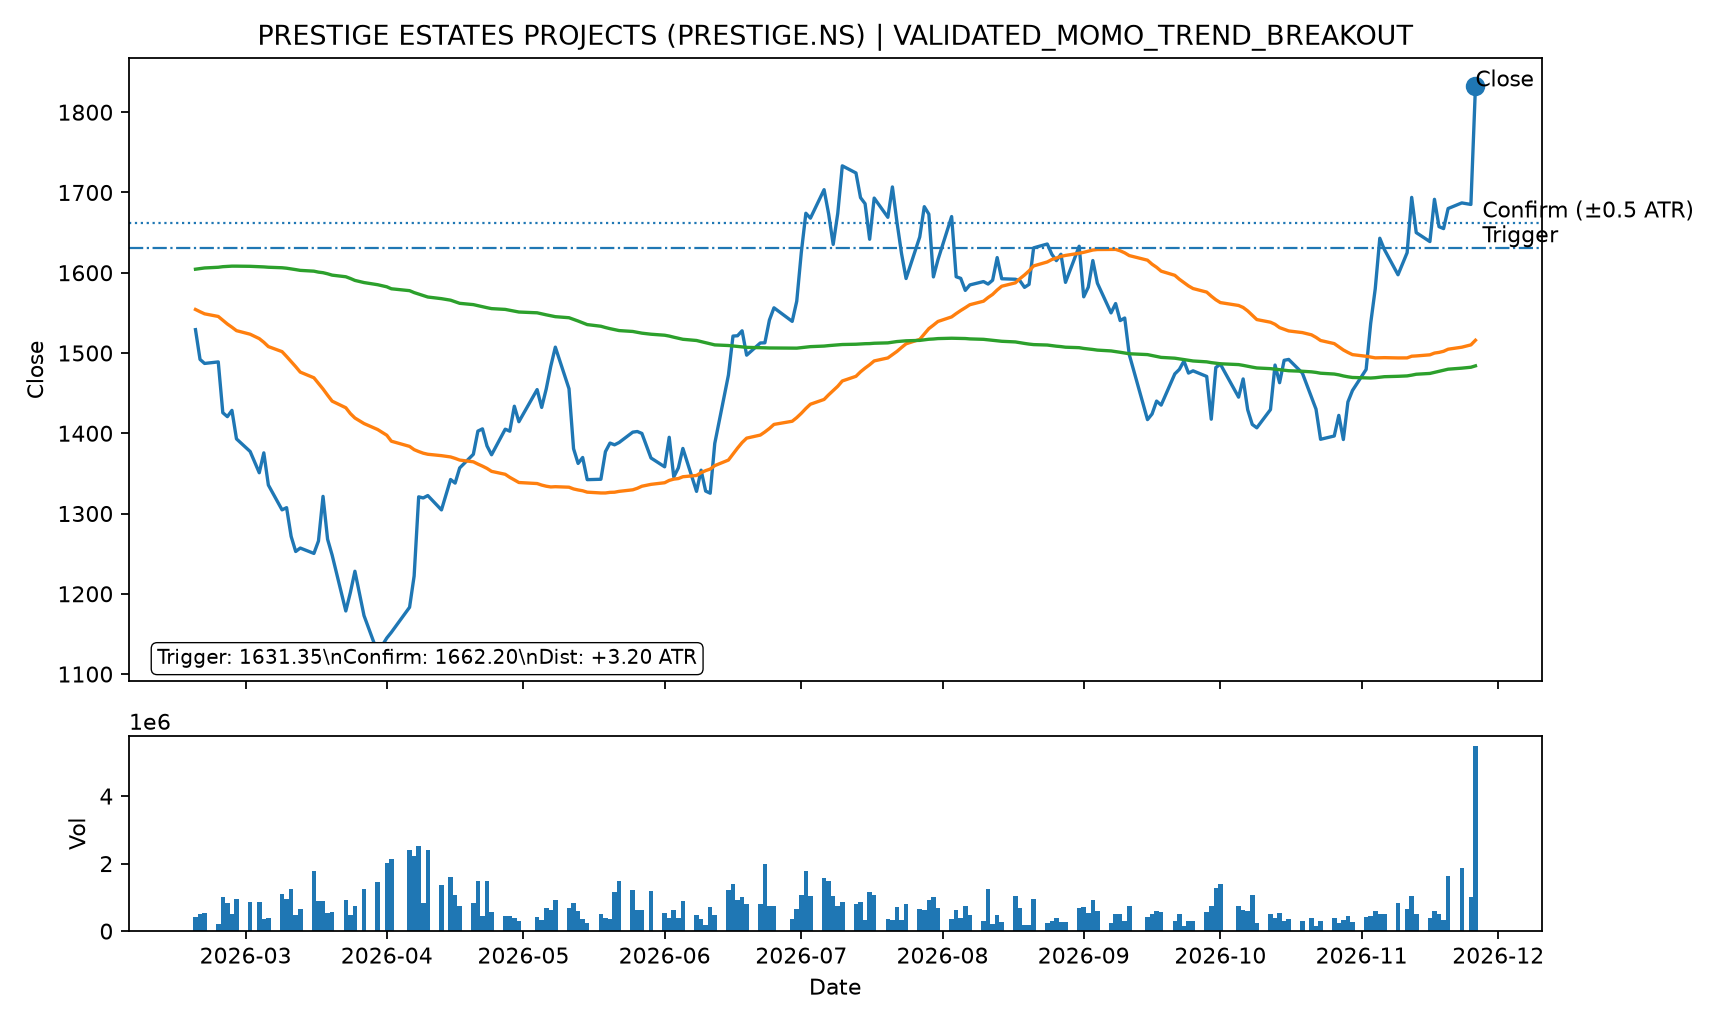 PRESTIGE ESTATES PROJECTS (PRESTIGE.NS) | VALIDATED_MOMO_TREND_BREAKOUT
Close
1800
1700
1600
1500
1400
1300
1200
1100
Close
Confirm (±0.5 ATR)
Trigger
Trigger: 1631.35\nConfirm: 1662.20\nDist: +3.20 ATR
1e6
Vol
4
2
0
2026-03
2026-04
2026-05
2026-06
2026-07
2026-08
2026-09
2026-10
2026-11
2026-12
Date